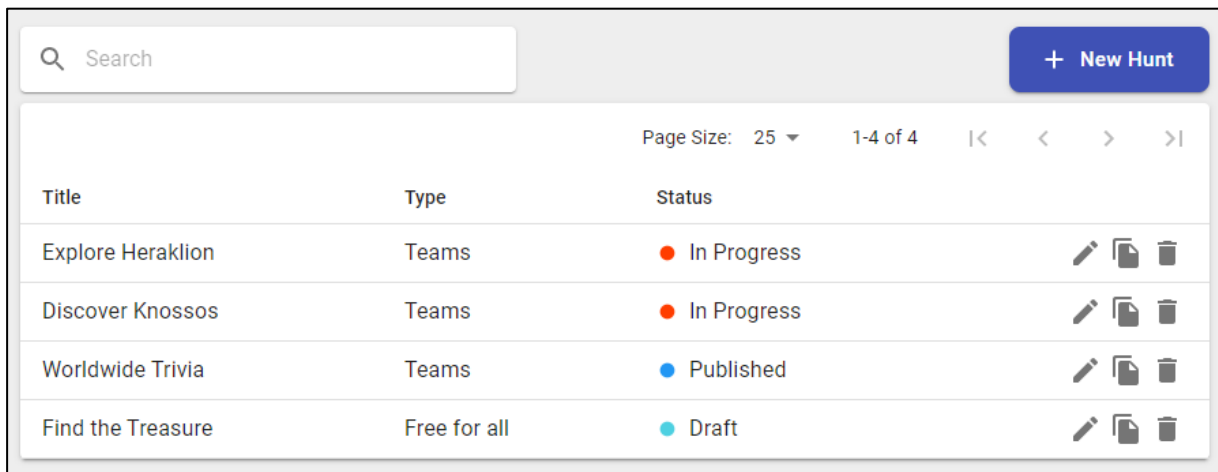 Search
+ New Hunt
Page Size: 25 1-4 of 4
Title Type Status
Explore Heraklion Teams In Progress
Discover Knossos Teams In Progress
Worldwide Trivia Teams Published
Find the Treasure Free for all Draft